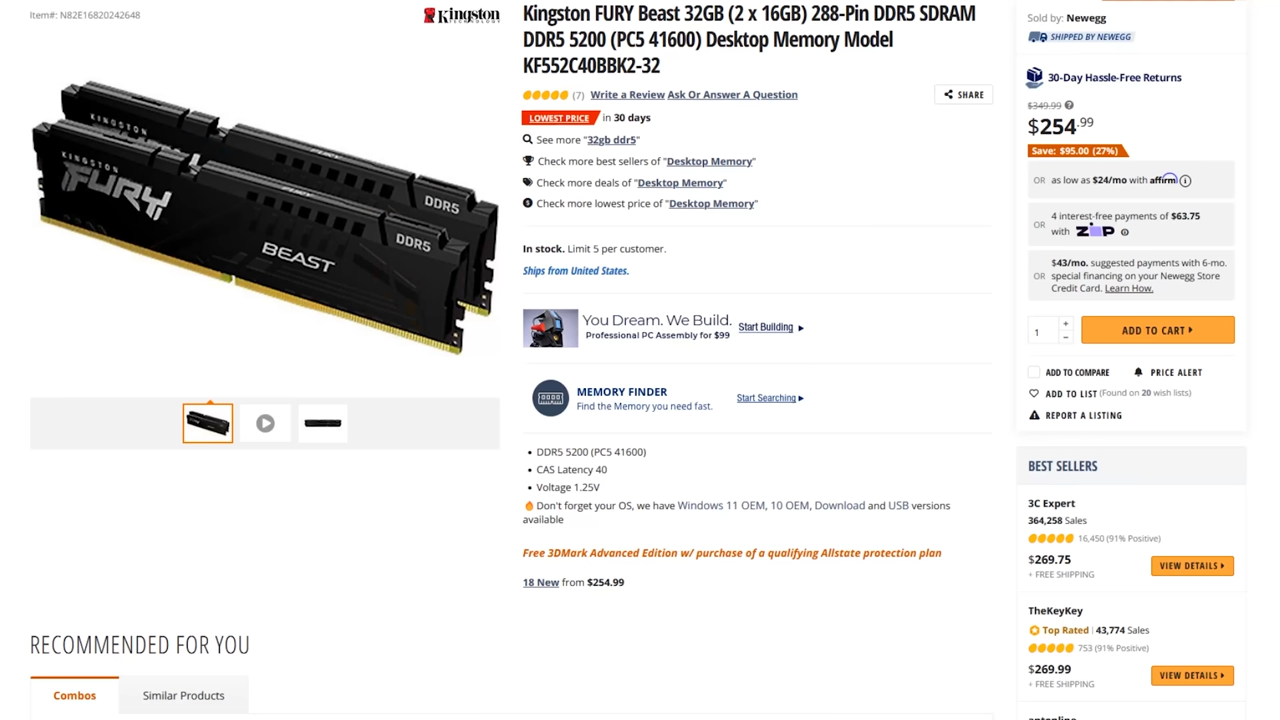 Item#: N82E16820242648
Kingston
TECHNOLOGY
KINGSTON
FURY
DDR5
KINGSTON
FURY
BEAST
DDR5
Kingston FURY Beast 32GB (2 x 16GB) 288-Pin DDR5 SDRAM
DDR5 5200 (PC5 41600) Desktop Memory Model
KF552C40BBK2-32
(7) Write a Review Ask Or Answer A Question
SHARE
LOWEST PRICE in 30 days
See more "32gb ddr5"
Check more best sellers of "Desktop Memory"
Check more deals of "Desktop Memory"
Check more lowest price of "Desktop Memory"
In stock. Limit 5 per customer.
Ships from United States.
You Dream. We Build.
Professional PC Assembly for $99
Start Building
MEMORY FINDER
Find the Memory you need fast.
Start Searching
• DDR5 5200 (PC5 41600)
• CAS Latency 40
• Voltage 1.25V
Don't forget your OS, we have Windows 11 OEM, 10 OEM, Download and USB versions
available
Free 3DMark Advanced Edition w/ purchase of a qualifying Allstate protection plan
18 New from $254.99
Sold by: Newegg
SHIPPED BY NEWEGG
30-Day Hassle-Free Returns
$349.99 ?
$254.99
Save: $95.00 (27%)
OR as low as $24/mo with affirm
OR 4 interest-free payments of $63.75
with ZIP
OR $43/mo. suggested payments with 6-mo.
special financing on your Newegg Store
Credit Card. Learn How.
1 + -
ADD TO CART
ADD TO COMPARE PRICE ALERT
ADD TO LIST (Found on 20 wish lists)
REPORT A LISTING
BEST SELLERS
3C Expert
364,258 Sales
16,450 (91% Positive)
$269.75
+ FREE SHIPPING
VIEW DETAILS
TheKeyKey
Top Rated | 43,774 Sales
753 (91% Positive)
$269.99
+ FREE SHIPPING
VIEW DETAILS
RECOMMENDED FOR YOU
Combos Similar Products